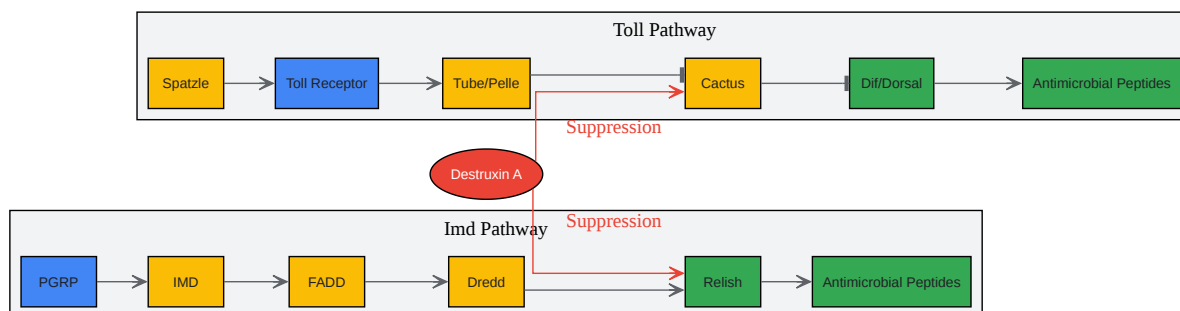 Toll Pathway
Spatzle
Toll Receptor
Tube/Pelle
Cactus
Dif/Dorsal
Antimicrobial Peptides
Suppression
Destruxin A
Suppression
Imd Pathway
PGRP
IMD
FADD
Dredd
Relish
Antimicrobial Peptides